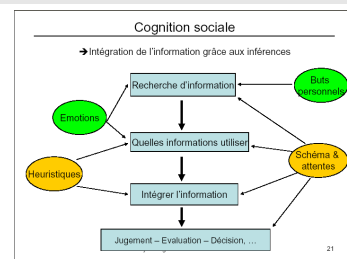 Cognition sociale
➔Intégration de l'information grâce aux inférences
Recherche d'information
Buts
personnels
Emotions
Quelles informations utiliser
Schéma &
attentes
Heuristiques
Intégrer l'information
Jugement – Evaluation – Décision, …
21